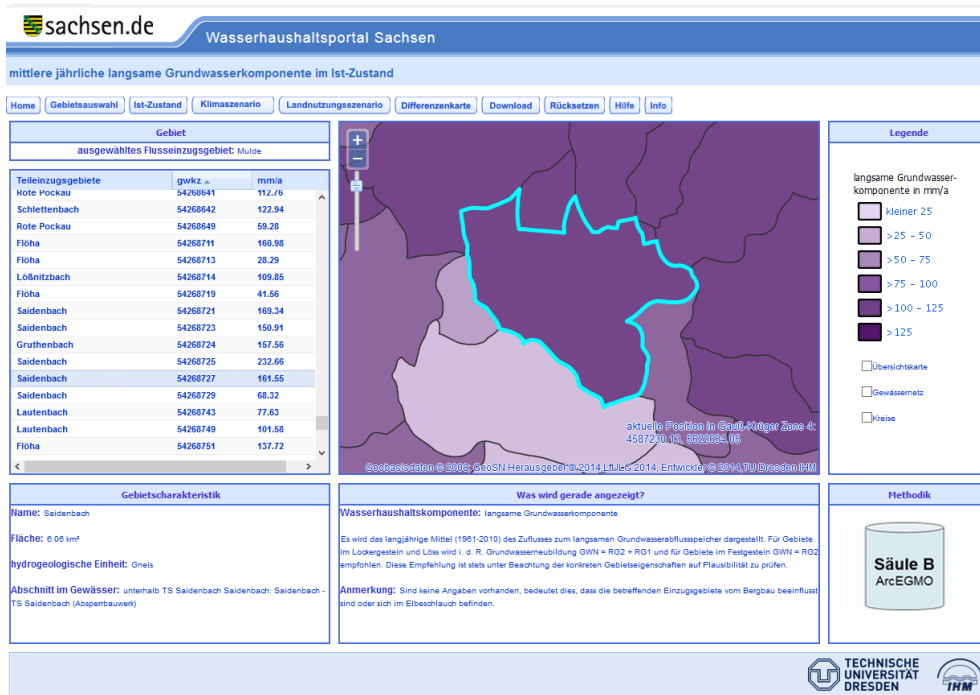 sachsen.de
Wasserhaushaltsportal Sachsen
mittlere jährliche langsame Grundwasserkomponente im Ist-Zustand
Home Gebietsauswahl Ist-Zustand Klimaszenario Landnutzungsszenario Differenzenkarte Download Rücksetzen Hilfe Info
Gebiet
ausgewähltes Flusseinzugsgebiet: Mulde
Teileinzugsgebiete gwkz mm/a
Rote Pockau 54268641 112.76
Schlettenbach 54268642 122.94
Rote Pockau 54268649 59.28
Flöha 54268711 160.98
Flöha 54268713 28.29
Lößnitzbach 54268714 109.85
Flöha 54268719 41.56
Saidenbach 54268721 169.34
Saidenbach 54268723 150.91
Gruthenbach 54268724 157.56
Saidenbach 54268725 232.66
Saidenbach 54268727 161.55
Saidenbach 54268729 68.32
Lautenbach 54268743 77.63
Lautenbach 54268749 101.58
Flöha 54268751 137.72
+
−
aktuelle Position in Gauß-Krüger Zone 4:
4587230.13, 5622634.05
Geobasisdaten © 2008, GeoSN Herausgeber © 2014 LfULG 2014, Entwickler © 2014,TU Dresden IHM
Legende
langsame Grundwasser-
komponente in mm/a
kleiner 25
>25 - 50
>50 - 75
>75 - 100
>100 - 125
>125
Übersichtskarte
Gewässernetz
Kreise
Gebietscharakteristik
Name: Saidenbach
Fläche: 6.06 km²
hydrogeologische Einheit: Gneis
Abschnitt im Gewässer: unterhalb TS Saidenbach Saidenbach: Saidenbach -
TS Saidenbach (Absperrbauwerk)
Was wird gerade angezeigt?
Wasserhaushaltskomponente: langsame Grundwasserkomponente
Es wird das langjährige Mittel (1961-2010) des Zuflusses zum langsamen Grundwasserabflusspeicher dargestellt. Für Gebiete
im Lockergestein und Löss wird i. d. R. Grundwasserneubildung GWN = RG2 + RG1 und für Gebiete im Festgestein GWN = RG2
empfohlen. Diese Empfehlung ist stets unter Beachtung der konkreten Gebietseigenschaften auf Plausibilität zu prüfen.
Anmerkung: Sind keine Angaben vorhanden, bedeutet dies, dass die betreffenden Einzugsgebiete vom Bergbau beeinflusst
sind oder sich im Elbeschlauch befinden.
Methodik
Säule B
ArcEGMO
TECHNISCHE
UNIVERSITÄT
DRESDEN
IHM